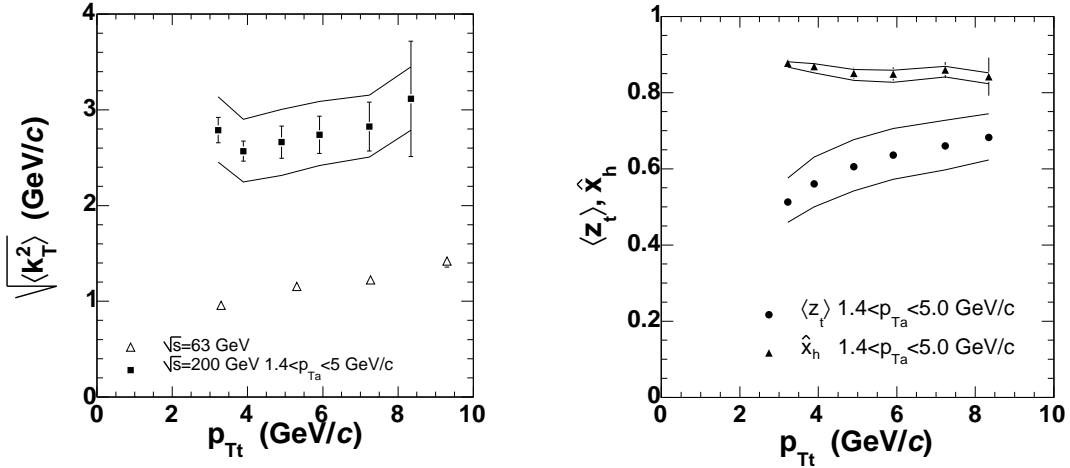 4
3
2
1
0
0 2 4 6 8 10
√⟨k²_T⟩ (GeV/c)
√s=63 GeV
√s=200 GeV 1.4<p_Ta<5 GeV/c
p_Tt (GeV/c)
1
0.8
0.6
0.4
0.2
0
0 2 4 6 8 10
⟨z_t⟩, x̂_h
⟨z_t⟩ 1.4<p_Ta<5.0 GeV/c
x̂_h 1.4<p_Ta<5.0 GeV/c
p_Tt (GeV/c)